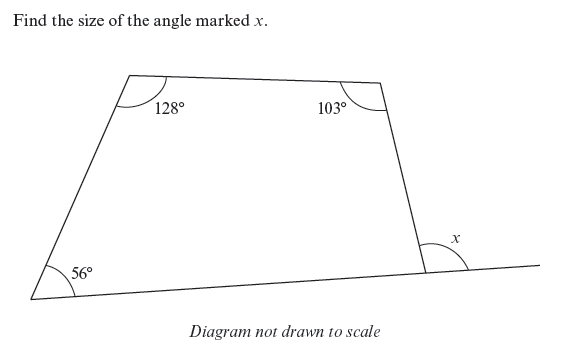 Find the size of the angle marked x.
128°
103°
x
56°
Diagram not drawn to scale